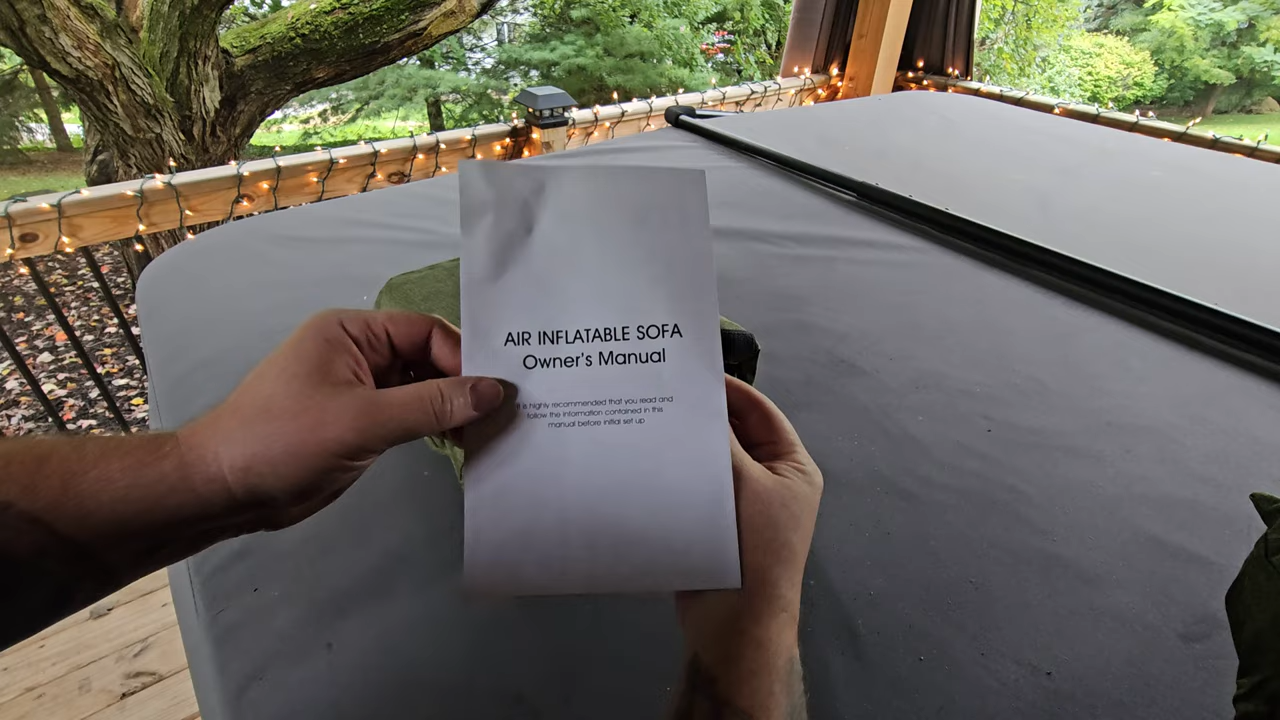 AIR INFLATABLE SOFA
Owner's Manual
It is highly recommended that you read and
follow the information contained in this
manual before initial set up